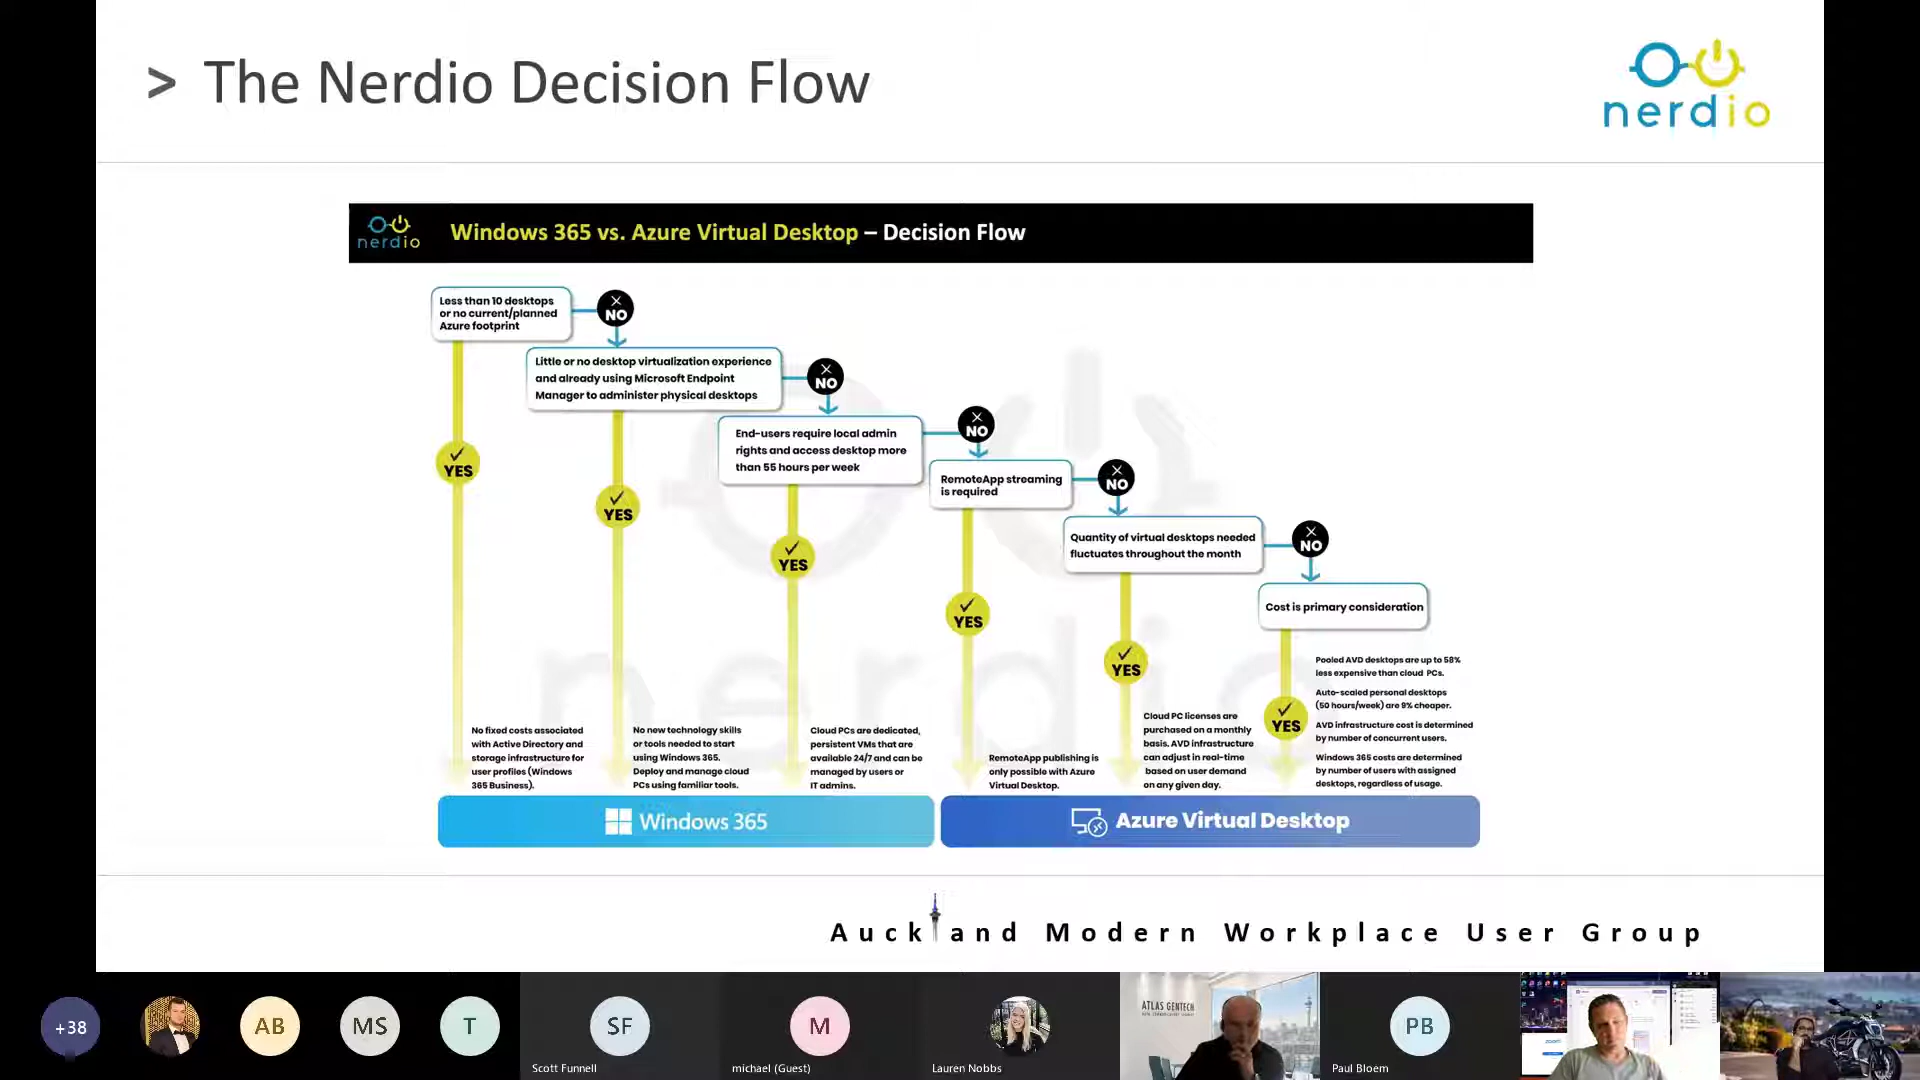 > The Nerdio Decision Flow
nerdio
nerdio
Windows 365 vs. Azure Virtual Desktop – Decision Flow
Less than 10 desktops
or no current/planned
Azure footprint
NO
Little or no desktop virtualization experience
and already using Microsoft Endpoint
Manager to administer physical desktops
NO
End-users require local admin
rights and access desktop more
than 55 hours per week
NO
RemoteApp streaming
is required
NO
Quantity of virtual desktops needed
fluctuates throughout the month
NO
Cost is primary consideration
YES
YES
YES
YES
YES
YES
No fixed costs associated
with Active Directory and
storage infrastructure for
user profiles (Windows
365 Business).
No new technology skills
or tools needed to start
using Windows 365.
Deploy and manage cloud
PCs using familiar tools.
Cloud PCs are dedicated,
persistent VMs that are
available 24/7 and can be
managed by users or
IT admins.
RemoteApp publishing is
only possible with Azure
Virtual Desktop.
Cloud PC licenses are
purchased on a monthly
basis. AVD infrastructure
can adjust in real-time
based on user demand
on any given day.
Pooled AVD desktops are up to 58%
less expensive than cloud PCs.
Auto-scaled personal desktops
(50 hours/week) are 9% cheaper.
AVD infrastructure cost is determined
by number of concurrent users.
Windows 365 costs are determined
by number of users with assigned
desktops, regardless of usage.
nerdio
Windows 365
Azure Virtual Desktop
Auckland Modern Workplace User Group
+38
AB
MS
T
SF
Scott Funnell
M
michael (Guest)
Lauren Nobbs
ATLAS GENTECH
PB
Paul Bloem